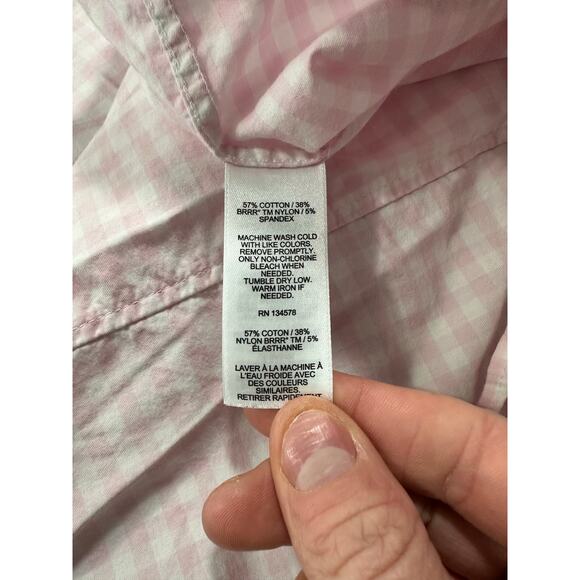 57% COTTON / 38%
BRRR° TM NYLON / 5%
SPANDEX
MACHINE WASH COLD
WITH LIKE COLORS.
REMOVE PROMPTLY.
ONLY NON-CHLORINE
BLEACH WHEN
NEEDED.
TUMBLE DRY LOW.
WARM IRON IF
NEEDED.
RN 134578
57% COTON / 38%
NYLON BRRR° TM / 5%
ÉLASTHANNE
LAVER À LA MACHINE À
L'EAU FROIDE AVEC
DES COULEURS
SIMILAIRES.
RETIRER RAPIDEMENT